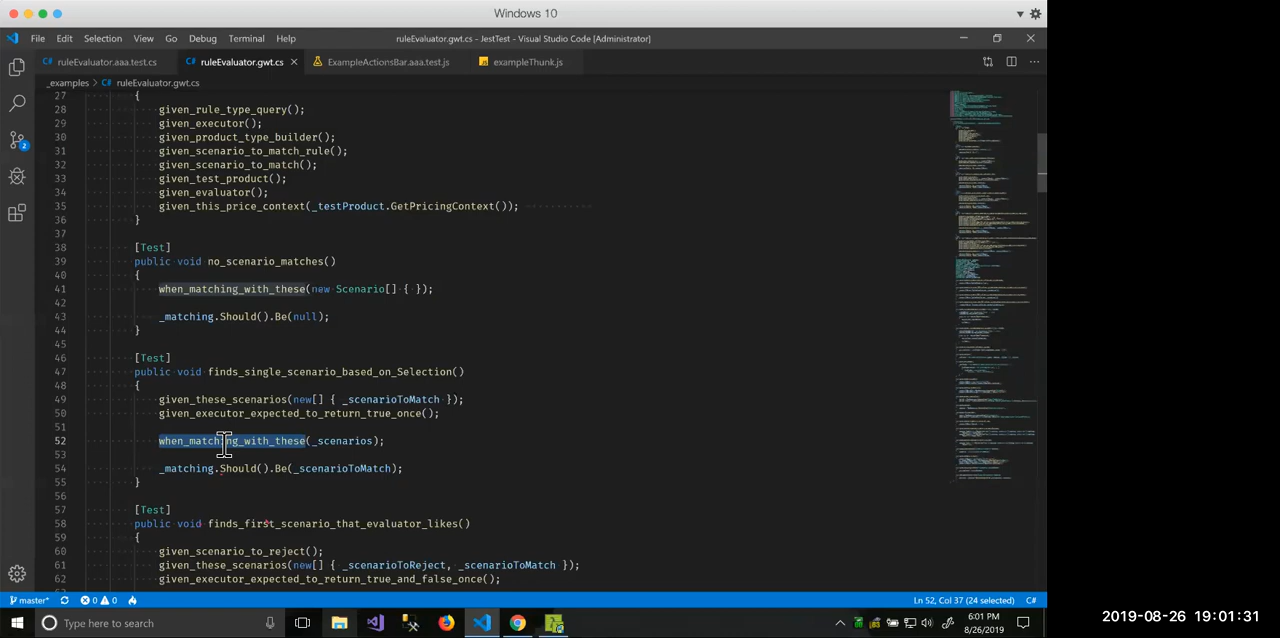 Windows 10
File Edit Selection View Go Debug Terminal Help
ruleEvaluator.gwt.cs - JestTest - Visual Studio Code [Administrator]
C# ruleEvaluator.aaa.test.cs C# ruleEvaluator.gwt.cs × ExampleActionsBar.aaa.test.js exampleThunk.js
_examples > C# ruleEvaluator.gwt.cs
27 {
28 given_rule_type_query();
29 given_executor();
30 given_product_type_builder();
31 given_scenario_to_match_rule();
32 given_scenario_to_match();
33 given_test_product();
34 given_evaluator();
35 given_this_price_context(_testProduct.GetPricingContext());
36 }
37
38 [Test]
39 public void no_scenario_matches()
40 {
41 when_matching_with_these(new Scenario[] { });
42
43 _matching.Should().Be(null);
44 }
45
46 [Test]
47 public void finds_single_scenario_based_on_Selection()
48 {
49 given_these_scenarios(new[] { _scenarioToMatch });
50 given_executor_expected_to_return_true_once();
51
52 when_matching_with_these(_scenarios);
53
54 _matching.Should().Be(_scenarioToMatch);
55 }
56
57 [Test]
58 public void finds_first_scenario_that_evaluator_likes()
59 {
60 given_scenario_to_reject();
61 given_these_scenarios(new[] { _scenarioToReject, _scenarioToMatch });
62 given_executor_expected_to_return_true_and_false_once();
2
master* 0 0 Ln 52, Col 37 (24 selected) C#
Type here to search
6:01 PM
8/26/2019
2019-08-26 19:01:31